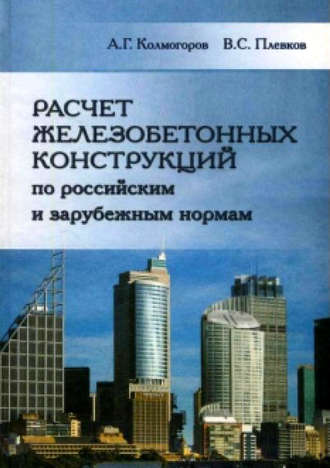 А.Г. Колмогоров В.С. Плевков
РАСЧЕТ
ЖЕЛЕЗОБЕТОННЫХ
КОНСТРУКЦИЙ
по российским
и зарубежным нормам